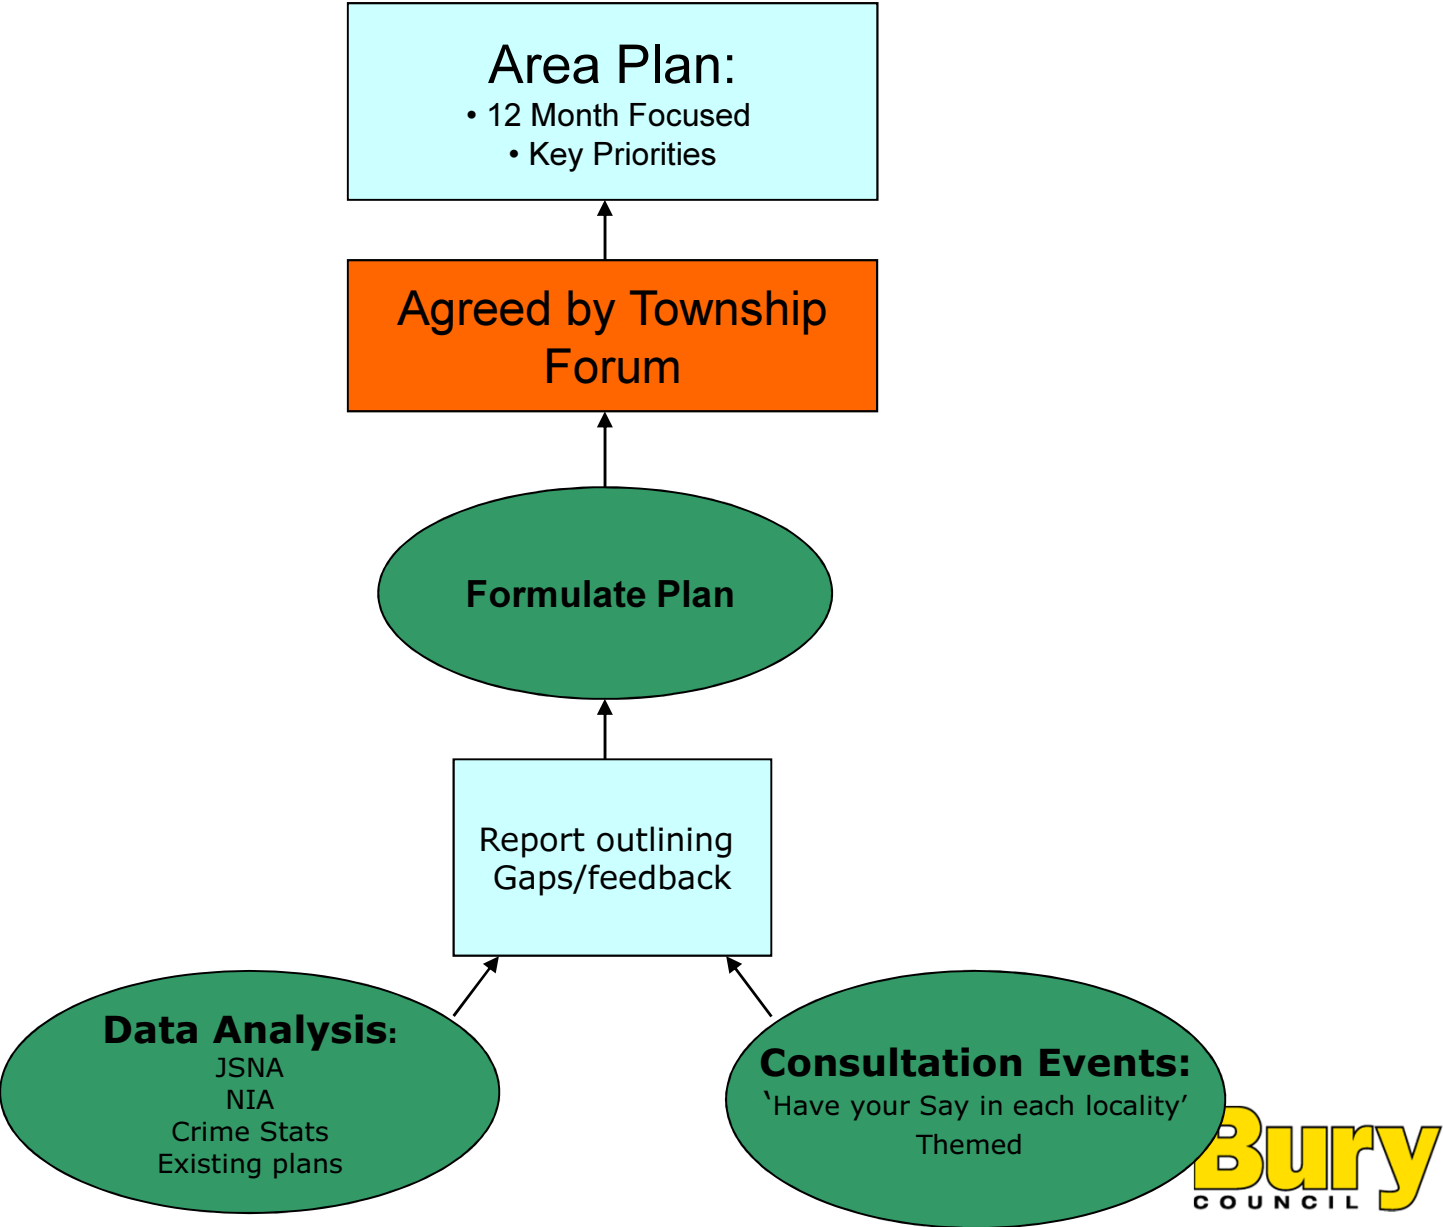 Area Plan:
• 12 Month Focused
• Key Priorities
Agreed by Township
Forum
Formulate Plan
Report outlining
Gaps/feedback
Data Analysis:
JSNA
NIA
Crime Stats
Existing plans
Consultation Events:
‘Have your Say in each locality’
Themed
Bury
COUNCIL